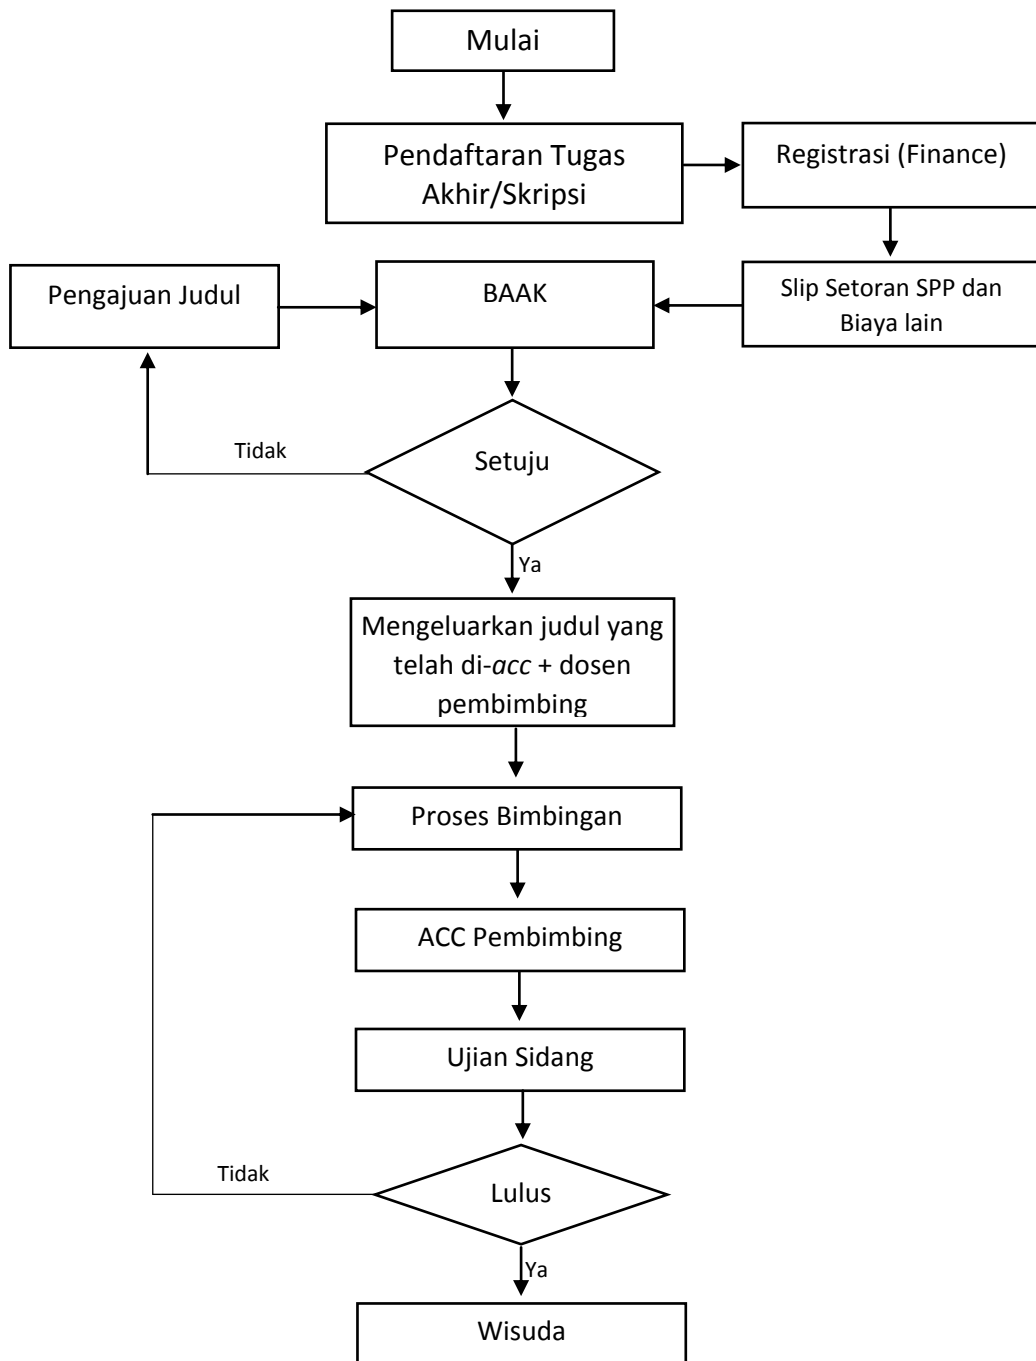 Mulai
Pendaftaran Tugas
Akhir/Skripsi
Registrasi (Finance)
Pengajuan Judul
BAAK
Slip Setoran SPP dan
Biaya lain
Tidak
Setuju
Ya
Mengeluarkan judul yang
telah di-acc + dosen
pembimbing
Proses Bimbingan
ACC Pembimbing
Ujian Sidang
Tidak
Lulus
Ya
Wisuda